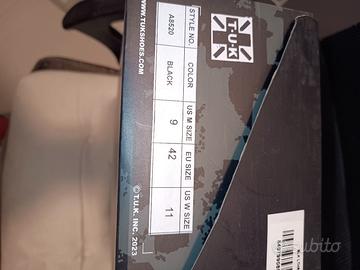 T.U.K
WWW.TUKSHOES.COM
STYLE NO. COLOR US M SIZE EU SIZE US W SIZE
A8520 BLACK 9 42 11
© T.U.K. INC. 2023
subito